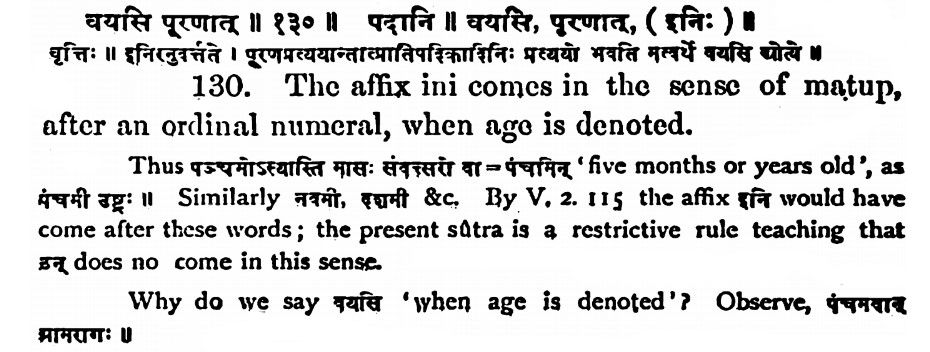 वयसि पूरणात् ॥ १३० ॥ पदानि ॥ वयसि, पूरणात्, ( इनिः ) ॥
वृत्तिः ॥ इनिरनुवर्त्तते । पूरणप्रत्ययान्तात्प्रातिपदिकादिनिः प्रत्ययो भवति मत्वर्थे वयसि द्योत्ये ॥
130. The affix ini comes in the sense of maṭup,
after an ordinal numeral, when age is denoted.
Thus पञ्चमोऽस्यास्ति मासः संवत्सरो वा = पंचमिन् 'five months or years old', as
पंचमी उष्ट्रः ॥ Similarly नवमी, दशमी &c. By V. 2. 115 the affix इनि would have
come after these words; the present sûtra is a restrictive rule teaching that
ठन् does no come in this sense.
Why do we say वयसि 'when age is denoted'? Observe, पंचमवान्
ग्रामरागः ॥